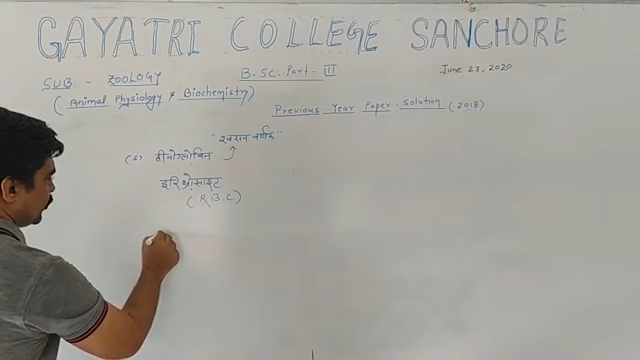 GAYATRI COLLEGE SANCHORE
June 23, 2020
SUB. - ZOOLOGY B.SC. Part - III
( Animal Physiology & Biochemistry)
Previous Year Paper Solution (2018)
"श्वसन वर्णक"
(5) हीमोग्लोबिन
इरिथ्रोसाइट
( R.B.C.)